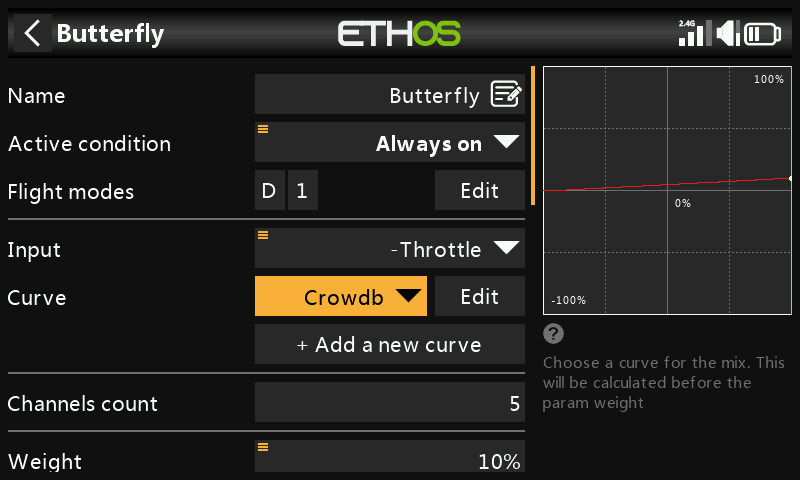 Butterfly
ETHOS
2.4G
Name
Butterfly
Active condition
Always on
Flight modes
D 1
Edit
Input
-Throttle
Curve
Crowdb
Edit
+ Add a new curve
Channels count
5
Weight
10%
100%
0%
-100%
?
Choose a curve for the mix. This
will be calculated before the
param weight